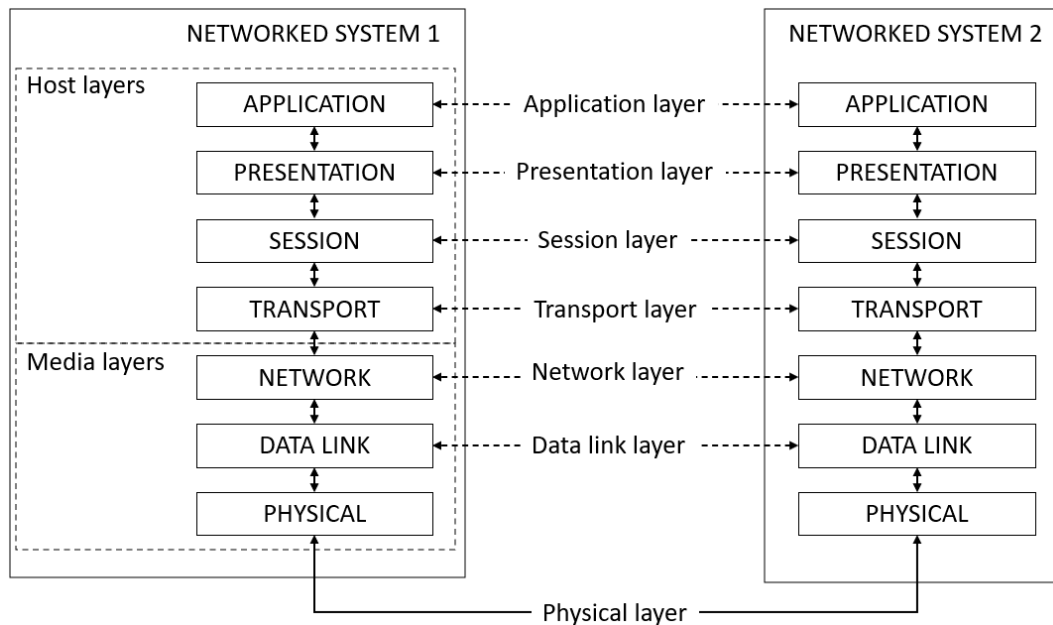 NETWORKED SYSTEM 1
NETWORKED SYSTEM 2
Host layers
APPLICATION
Application layer
APPLICATION
PRESENTATION
Presentation layer
PRESENTATION
SESSION
Session layer
SESSION
TRANSPORT
Transport layer
TRANSPORT
Media layers
NETWORK
Network layer
NETWORK
DATA LINK
Data link layer
DATA LINK
PHYSICAL
PHYSICAL
Physical layer